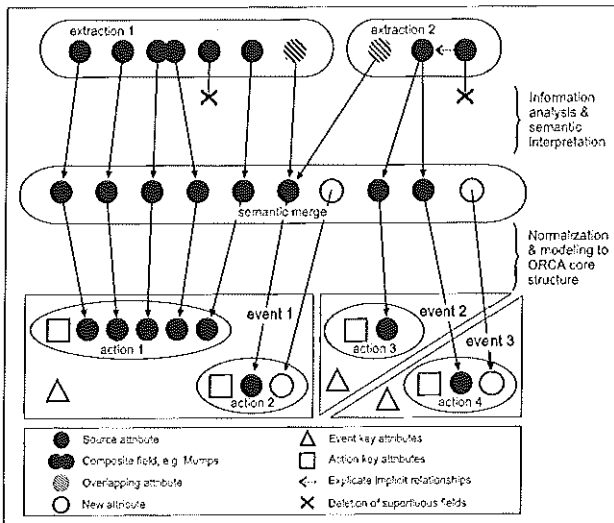 extraction 1
extraction 2
Information
analysis &
semantic
interpretation
semantic merge
Normalization
& modeling to
ORCA core
structure
event 1
event 2
event 3
action 1
action 2
action 3
action 4
Source attribute
Composite field, e.g. Mumps
Overlapping attribute
New attribute
Event key attributes
Action key attributes
Explicate implicit relationships
Deletion of superfluous fields